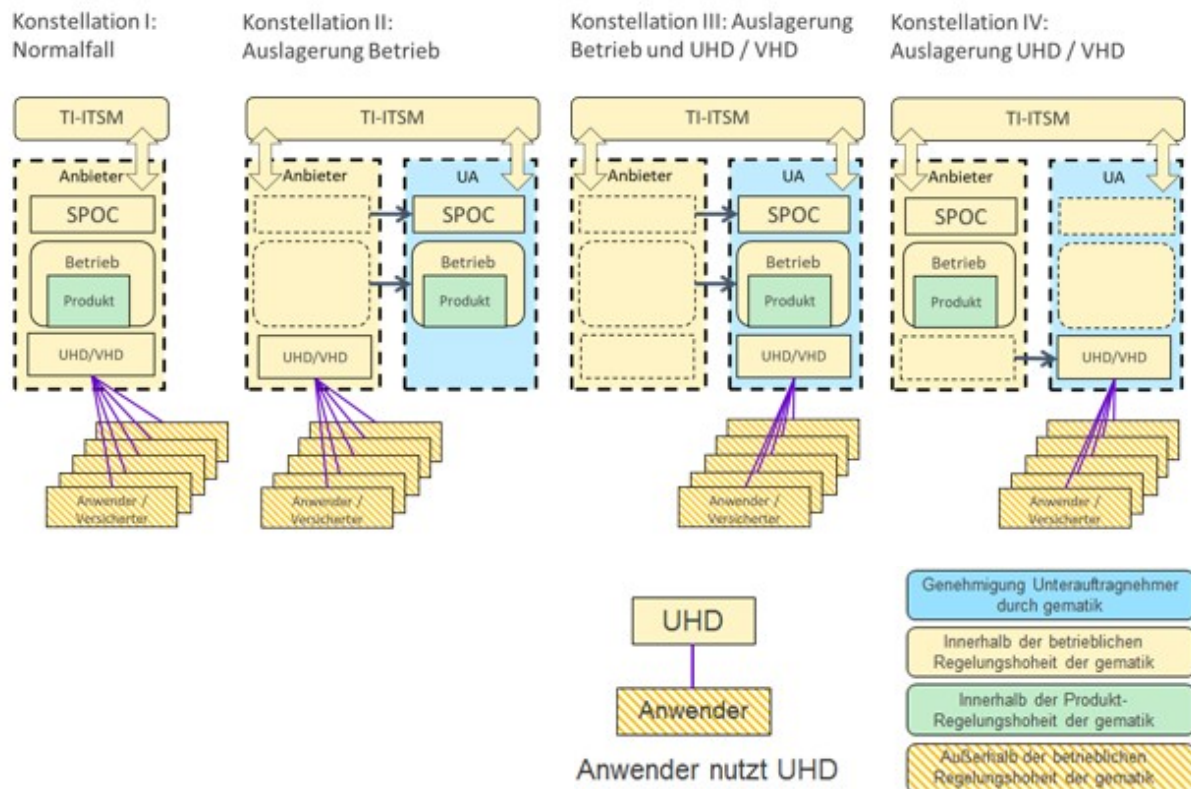 Konstellation I:
Normalfall
Konstellation II:
Auslagerung Betrieb
Konstellation III: Auslagerung
Betrieb und UHD / VHD
Konstellation IV:
Auslagerung UHD / VHD
TI-ITSM
TI-ITSM
TI-ITSM
TI-ITSM
Anbieter
Anbieter
UA
Anbieter
UA
Anbieter
UA
SPOC
SPOC
SPOC
SPOC
Betrieb
Betrieb
Betrieb
Betrieb
Produkt
Produkt
Produkt
Produkt
UHD/VHD
UHD/VHD
UHD/VHD
UHD/VHD
Anwender /
Versicherter
Anwender /
Versicherter
Anwender /
Versicherter
Anwender /
Versicherter
UHD
Anwender
Anwender nutzt UHD
Genehmigung Unterauftragnehmer
durch gematik
Innerhalb der betrieblichen
Regelungshoheit der gematik
Innerhalb der Produkt-
Regelungshoheit der gematik
Außerhalb der betrieblichen
Regelungshoheit der gematik